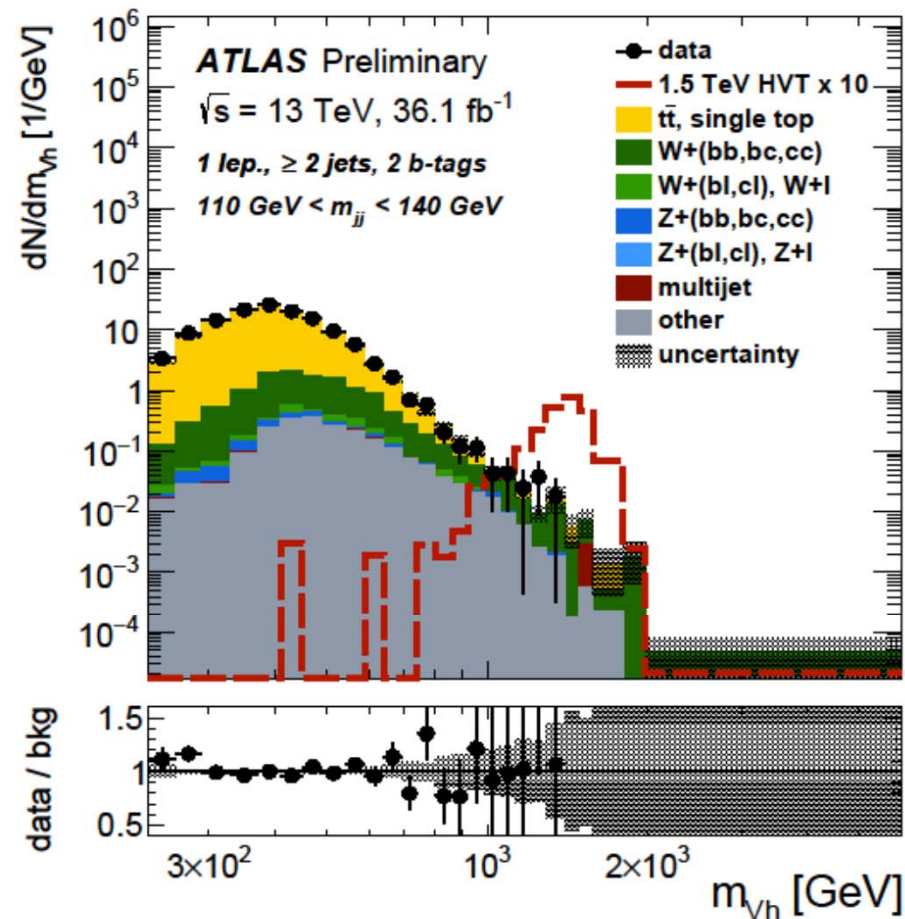 ATLAS Preliminary
√s = 13 TeV, 36.1 fb⁻¹
1 lep., ≥ 2 jets, 2 b-tags
110 GeV < m_jj < 140 GeV
data
1.5 TeV HVT x 10
tt̄, single top
W+(bb,bc,cc)
W+(bl,cl), W+l
Z+(bb,bc,cc)
Z+(bl,cl), Z+l
multijet
other
uncertainty
dN/dm_Vh [1/GeV]
10⁶
10⁵
10⁴
10³
10²
10
1
10⁻¹
10⁻²
10⁻³
10⁻⁴
data / bkg
1.5
1
0.5
3×10²
10³
2×10³
m_Vh [GeV]